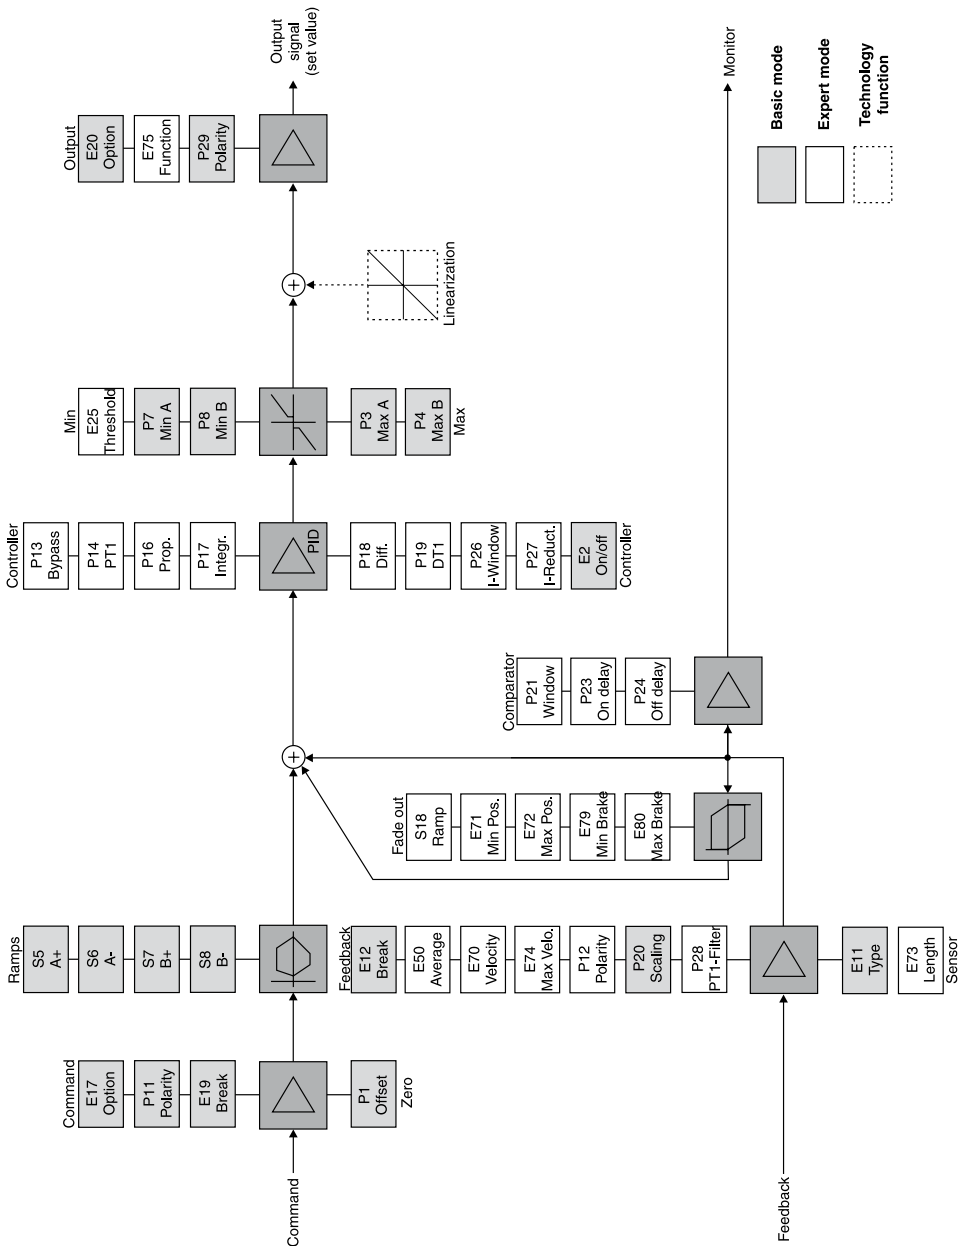 Command
Command
E17
Option
P11
Polarity
E19
Break
P1
Offset
Zero
Ramps
S5
A+
S6
A-
S7
B+
S8
B-
Feedback
Feedback
E12
Break
E50
Average
E70
Velocity
E74
Max Velo.
P12
Polarity
P20
Scaling
P28
PT1-Filter
E11
Type
E73
Length
Sensor
Fade out
S18
Ramp
E71
Min Pos.
E72
Max Pos.
E79
Min Brake
E80
Max Brake
Comparator
P21
Window
P23
On delay
P24
Off delay
Controller
P13
Bypass
P14
PT1
P16
Prop.
P17
Integr.
PID
P18
Diff.
P19
DT1
P26
I-Window
P27
I-Reduct.
E2
On/off
Controller
Min
E25
Threshold
P7
Min A
P8
Min B
P3
Max A
P4
Max B
Max
Linearization
Output
E20
Option
E75
Function
P29
Polarity
Output
signal
(set value)
Monitor
Basic mode
Expert mode
Technology
function